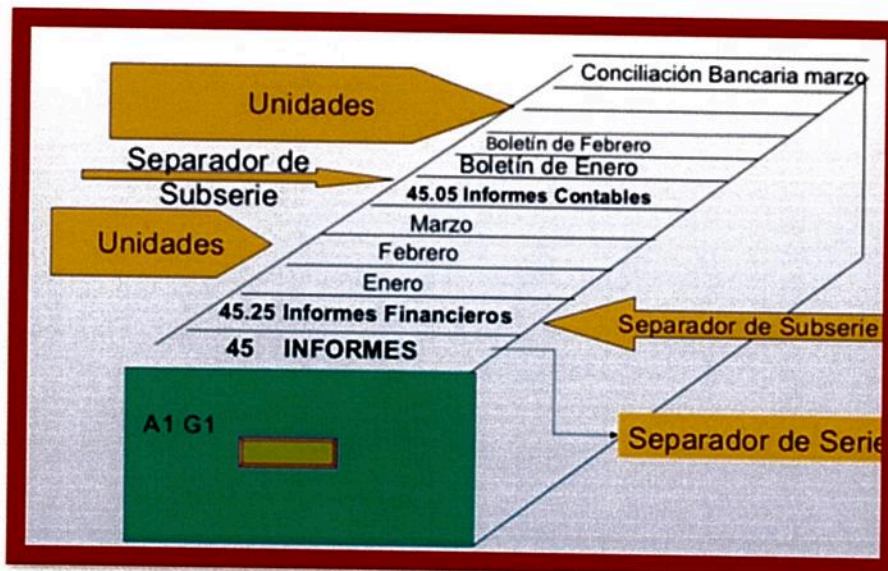 Conciliación Bancaria marzo
Unidades
Boletín de Febrero
Separador de
Subserie
Boletín de Enero
45.05 Informes Contables
Marzo
Unidades
Febrero
Enero
45.25 Informes Financieros
Separador de Subserie
45 INFORMES
A1 G1
Separador de Serie